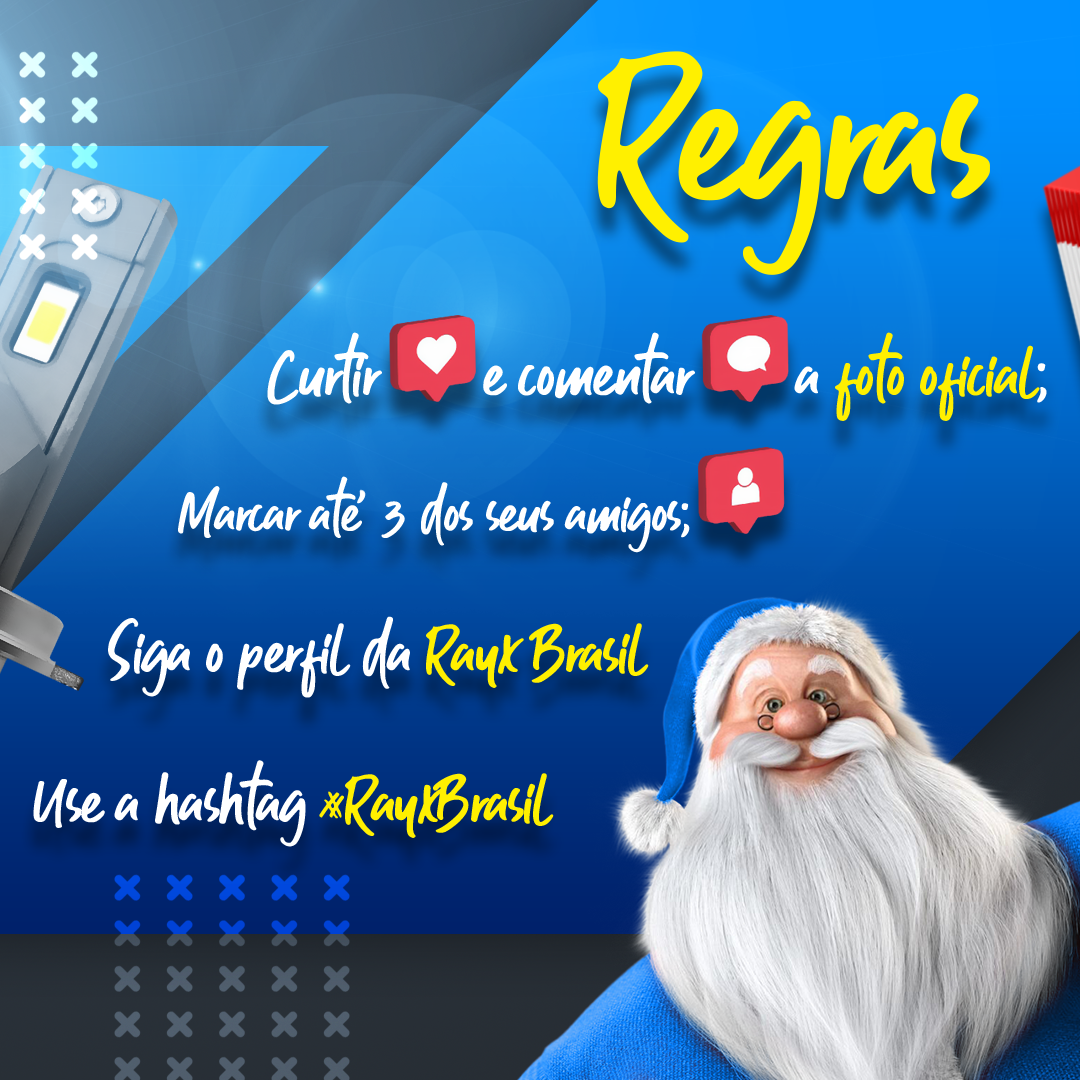 Regras
Curtir e comentar a foto oficial;
Marcar até 3 dos seus amigos;
Siga o perfil da RayX Brasil
Use a hashtag #RayXBrasil